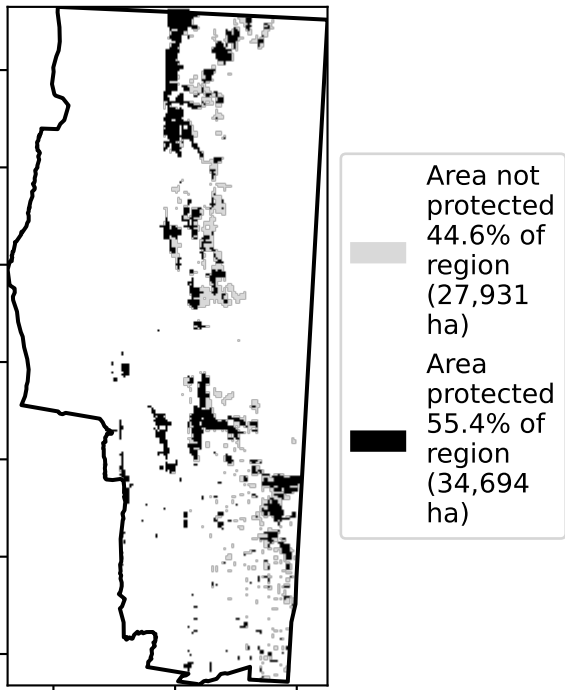 Area not
protected
44.6% of
region
(27,931
ha)
Area
protected
55.4% of
region
(34,694
ha)